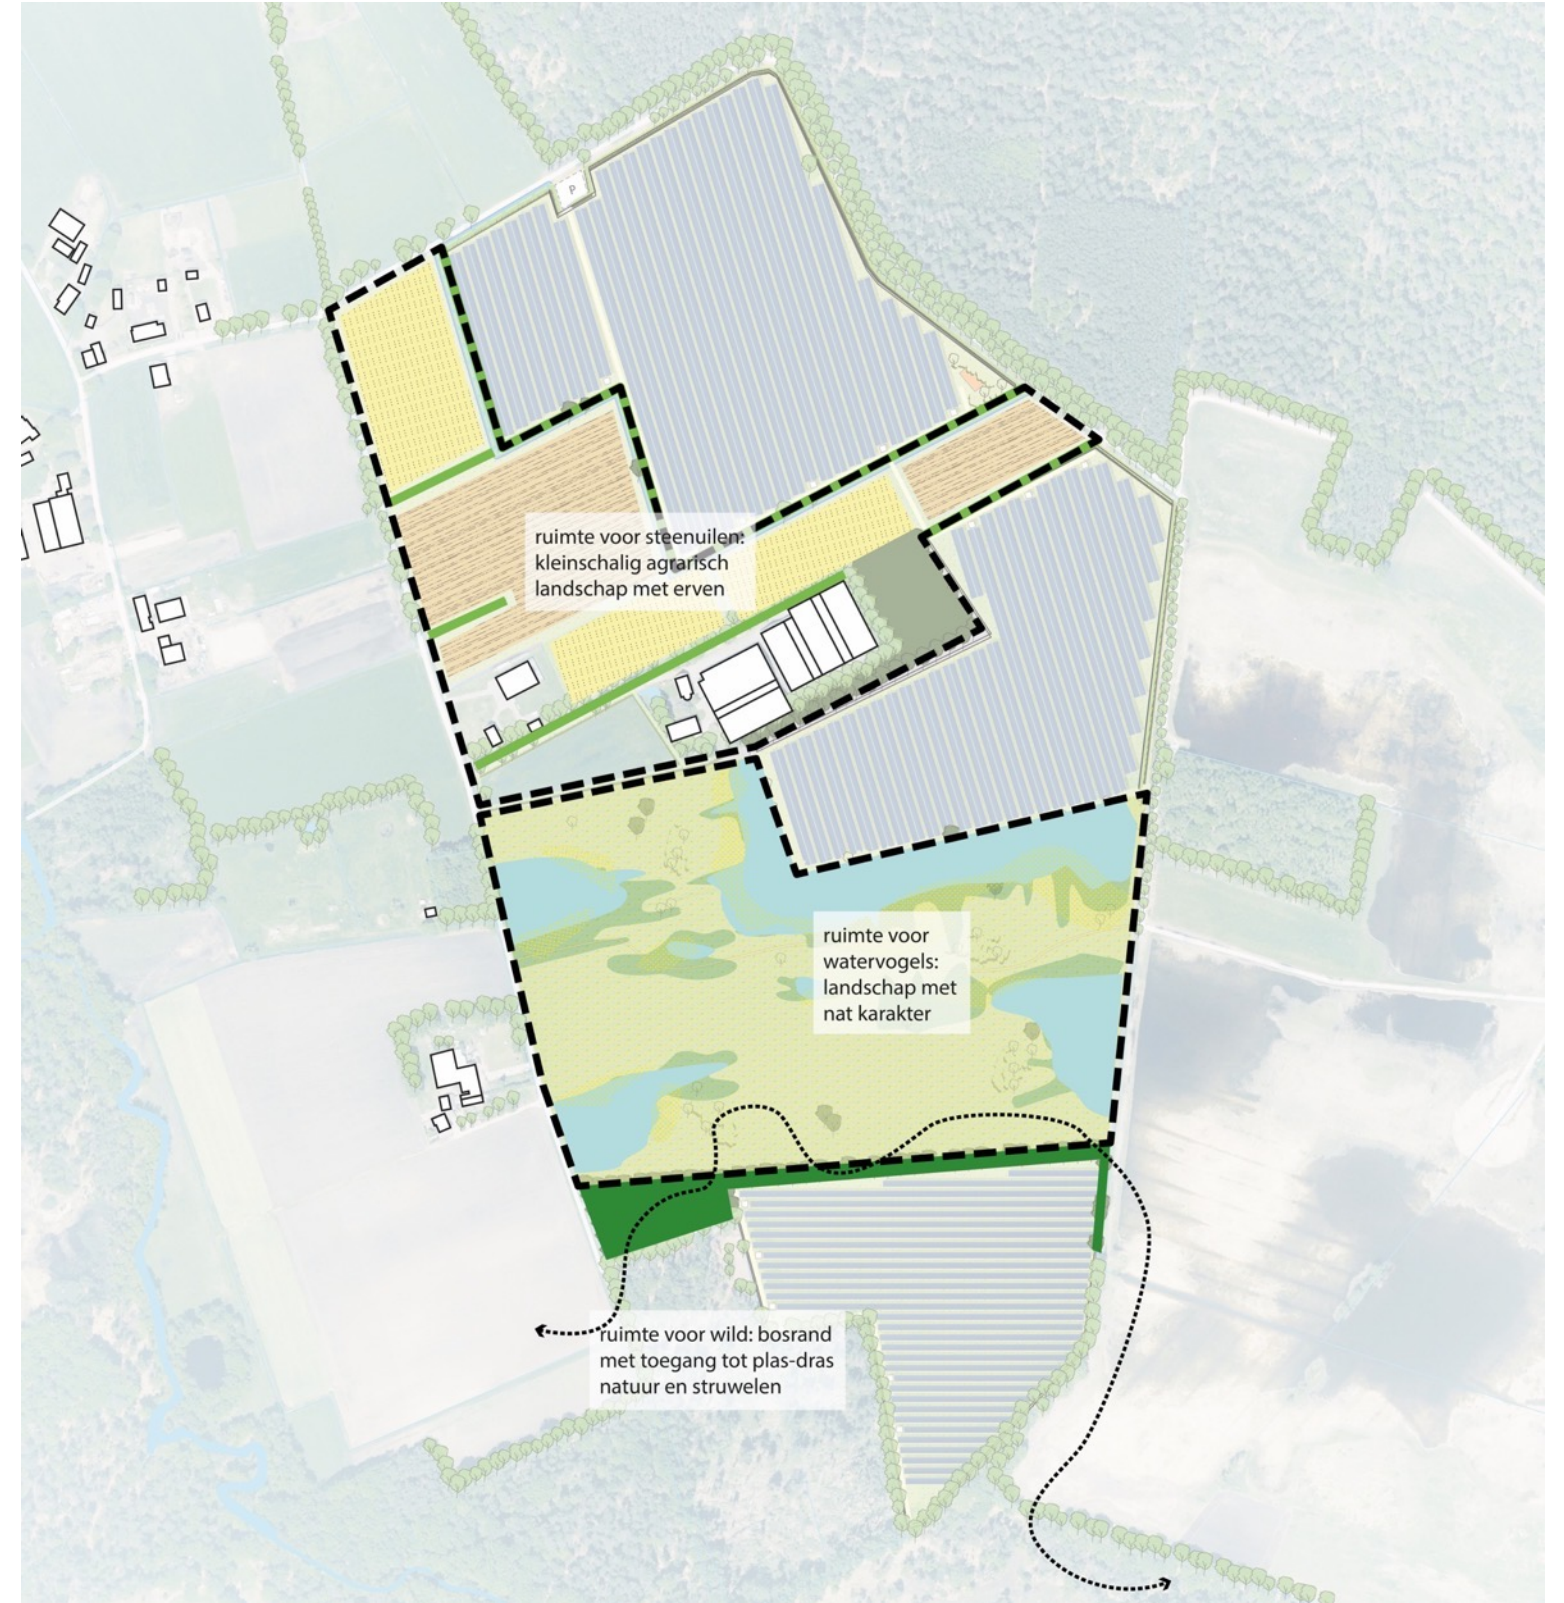 P
ruimte voor steenuilen:
kleinschalig agrarisch
landschap met erven
ruimte voor
watervogels:
landschap met
nat karakter
ruimte voor wild: bosrand
met toegang tot plas-dras
natuur en struwelen